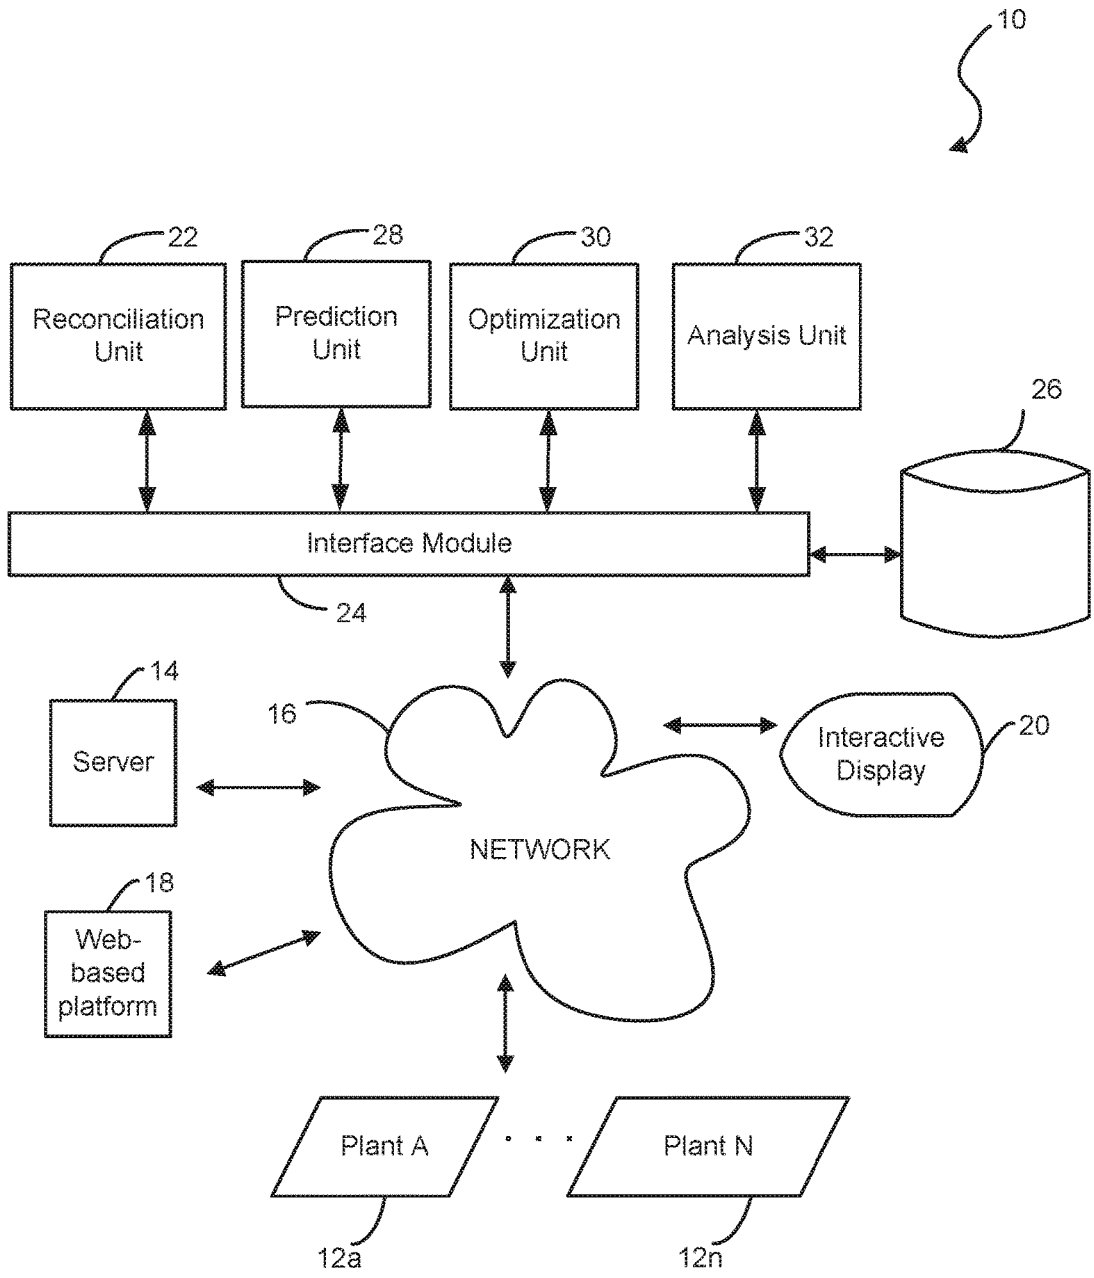 10
22
28
30
32
Reconciliation
Unit
Prediction
Unit
Optimization
Unit
Analysis Unit
26
Interface Module
24
14
Server
16
Interactive
Display
20
NETWORK
18
Web-
based
platform
Plant A
. . .
Plant N
12a
12n